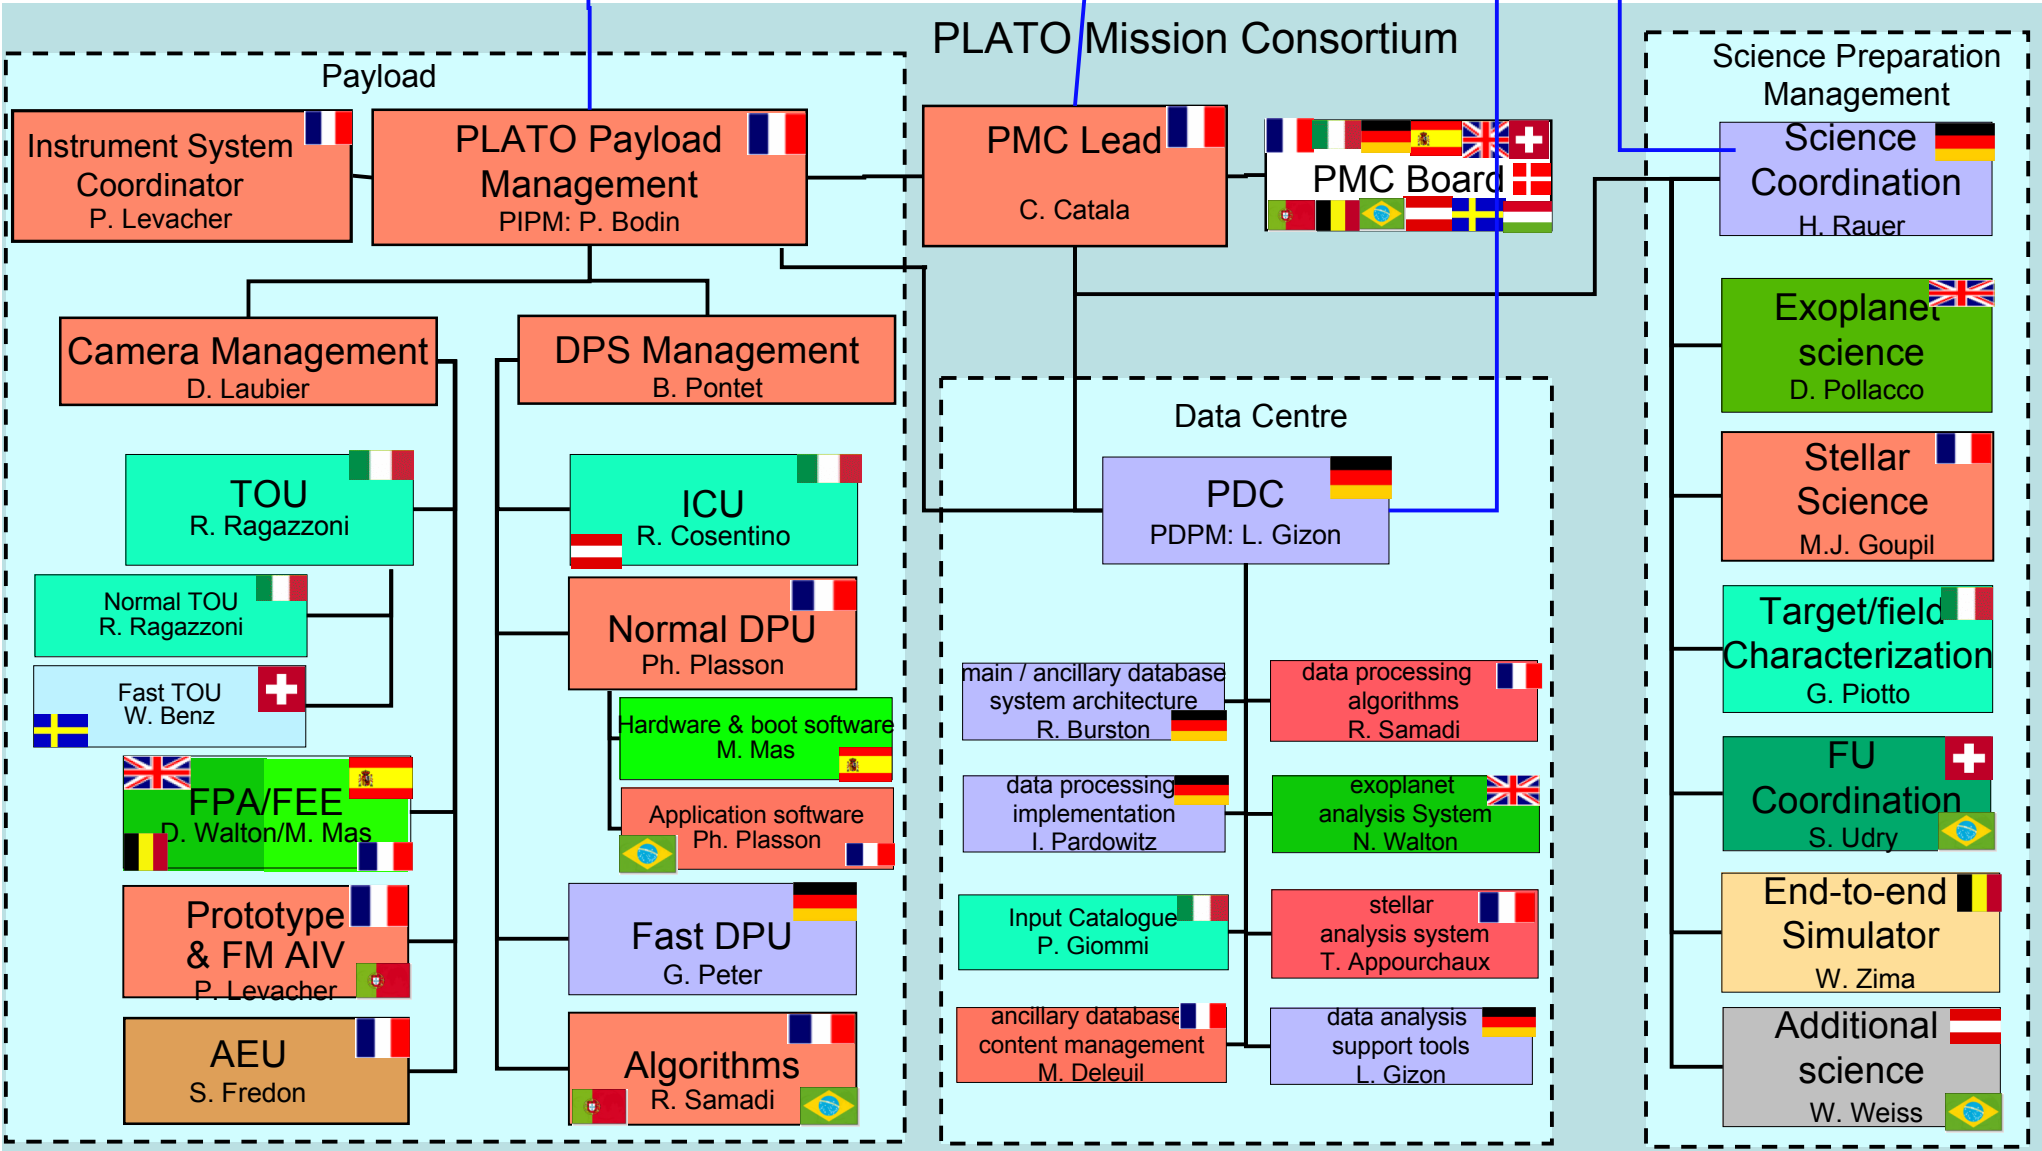 PLATO Mission Consortium
Payload
Instrument System
Coordinator
P. Levacher
PLATO Payload
Management
PIPM: P. Bodin
PMC Lead
C. Catala
PMC Board
Camera Management
D. Laubier
DPS Management
B. Pontet
TOU
R. Ragazzoni
Normal TOU
R. Ragazzoni
Fast TOU
W. Benz
FPA/FEE
D. Walton/M. Mas
Prototype
& FM AIV
P. Levacher
AEU
S. Fredon
ICU
R. Cosentino
Normal DPU
Ph. Plasson
Hardware & boot software
M. Mas
Application software
Ph. Plasson
Fast DPU
G. Peter
Algorithms
R. Samadi
Data Centre
PDC
PDPM: L. Gizon
main / ancillary database
system architecture
R. Burston
data processing
algorithms
R. Samadi
data processing
implementation
I. Pardowitz
exoplanet
analysis System
N. Walton
Input Catalogue
P. Giommi
stellar
analysis system
T. Appourchaux
ancillary database
content management
M. Deleuil
data analysis
support tools
L. Gizon
Science Preparation
Management
Science
Coordination
H. Rauer
Exoplanet
science
D. Pollacco
Stellar
Science
M.J. Goupil
Target/field
Characterization
G. Piotto
FU
Coordination
S. Udry
End-to-end
Simulator
W. Zima
Additional
science
W. Weiss